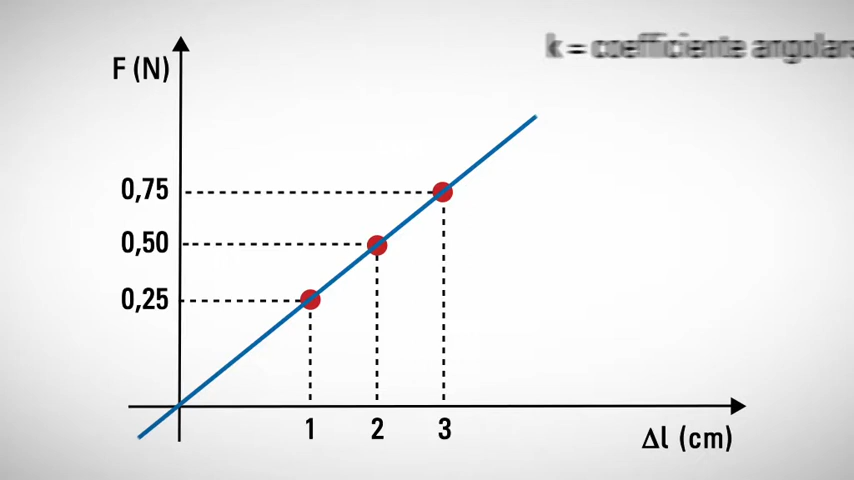 k = coefficiente angolare
F (N)
0,75
0,50
0,25
1 2 3
Δl (cm)